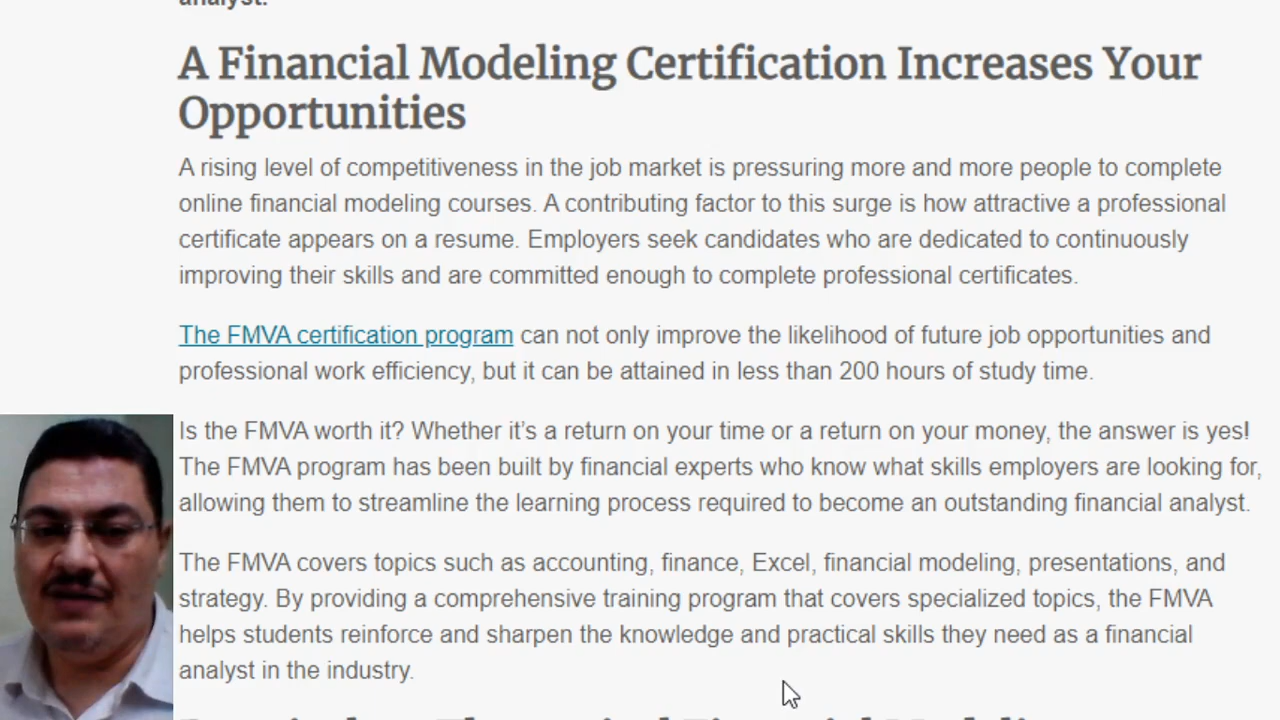 analyst.
A Financial Modeling Certification Increases Your
Opportunities
A rising level of competitiveness in the job market is pressuring more and more people to complete
online financial modeling courses. A contributing factor to this surge is how attractive a professional
certificate appears on a resume. Employers seek candidates who are dedicated to continuously
improving their skills and are committed enough to complete professional certificates.
The FMVA certification program can not only improve the likelihood of future job opportunities and
professional work efficiency, but it can be attained in less than 200 hours of study time.
Is the FMVA worth it? Whether it’s a return on your time or a return on your money, the answer is yes!
The FMVA program has been built by financial experts who know what skills employers are looking for,
allowing them to streamline the learning process required to become an outstanding financial analyst.
The FMVA covers topics such as accounting, finance, Excel, financial modeling, presentations, and
strategy. By providing a comprehensive training program that covers specialized topics, the FMVA
helps students reinforce and sharpen the knowledge and practical skills they need as a financial
analyst in the industry.